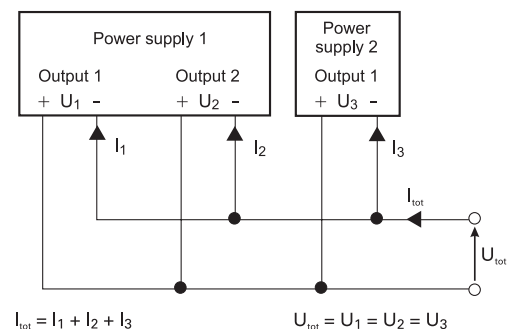 Power supply 1
Power supply 2
Output 1
Output 2
Output 1
+ U₁ −
+ U₂ −
+ U₃ −
I₁
I₂
I₃
Iₜₒₜ
Uₜₒₜ
Iₜₒₜ = I₁ + I₂ + I₃
Uₜₒₜ = U₁ = U₂ = U₃